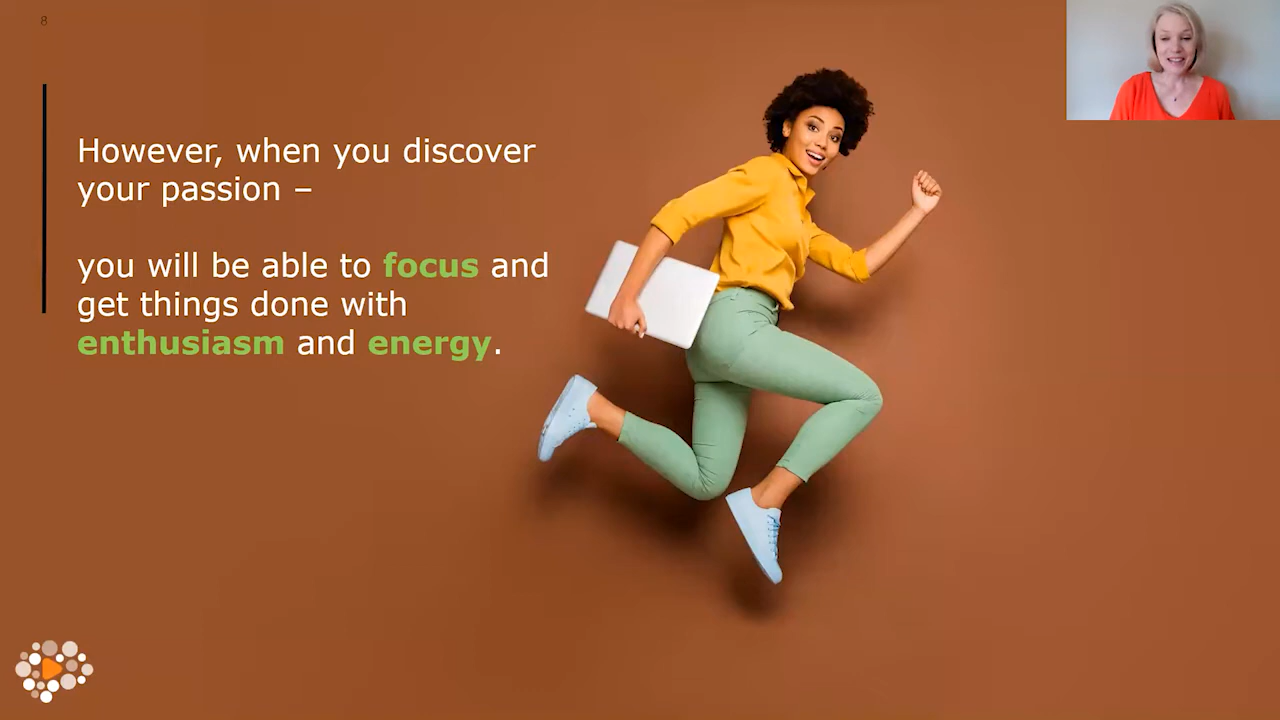 8
However, when you discover
your passion –
you will be able to focus and
get things done with
enthusiasm and energy.